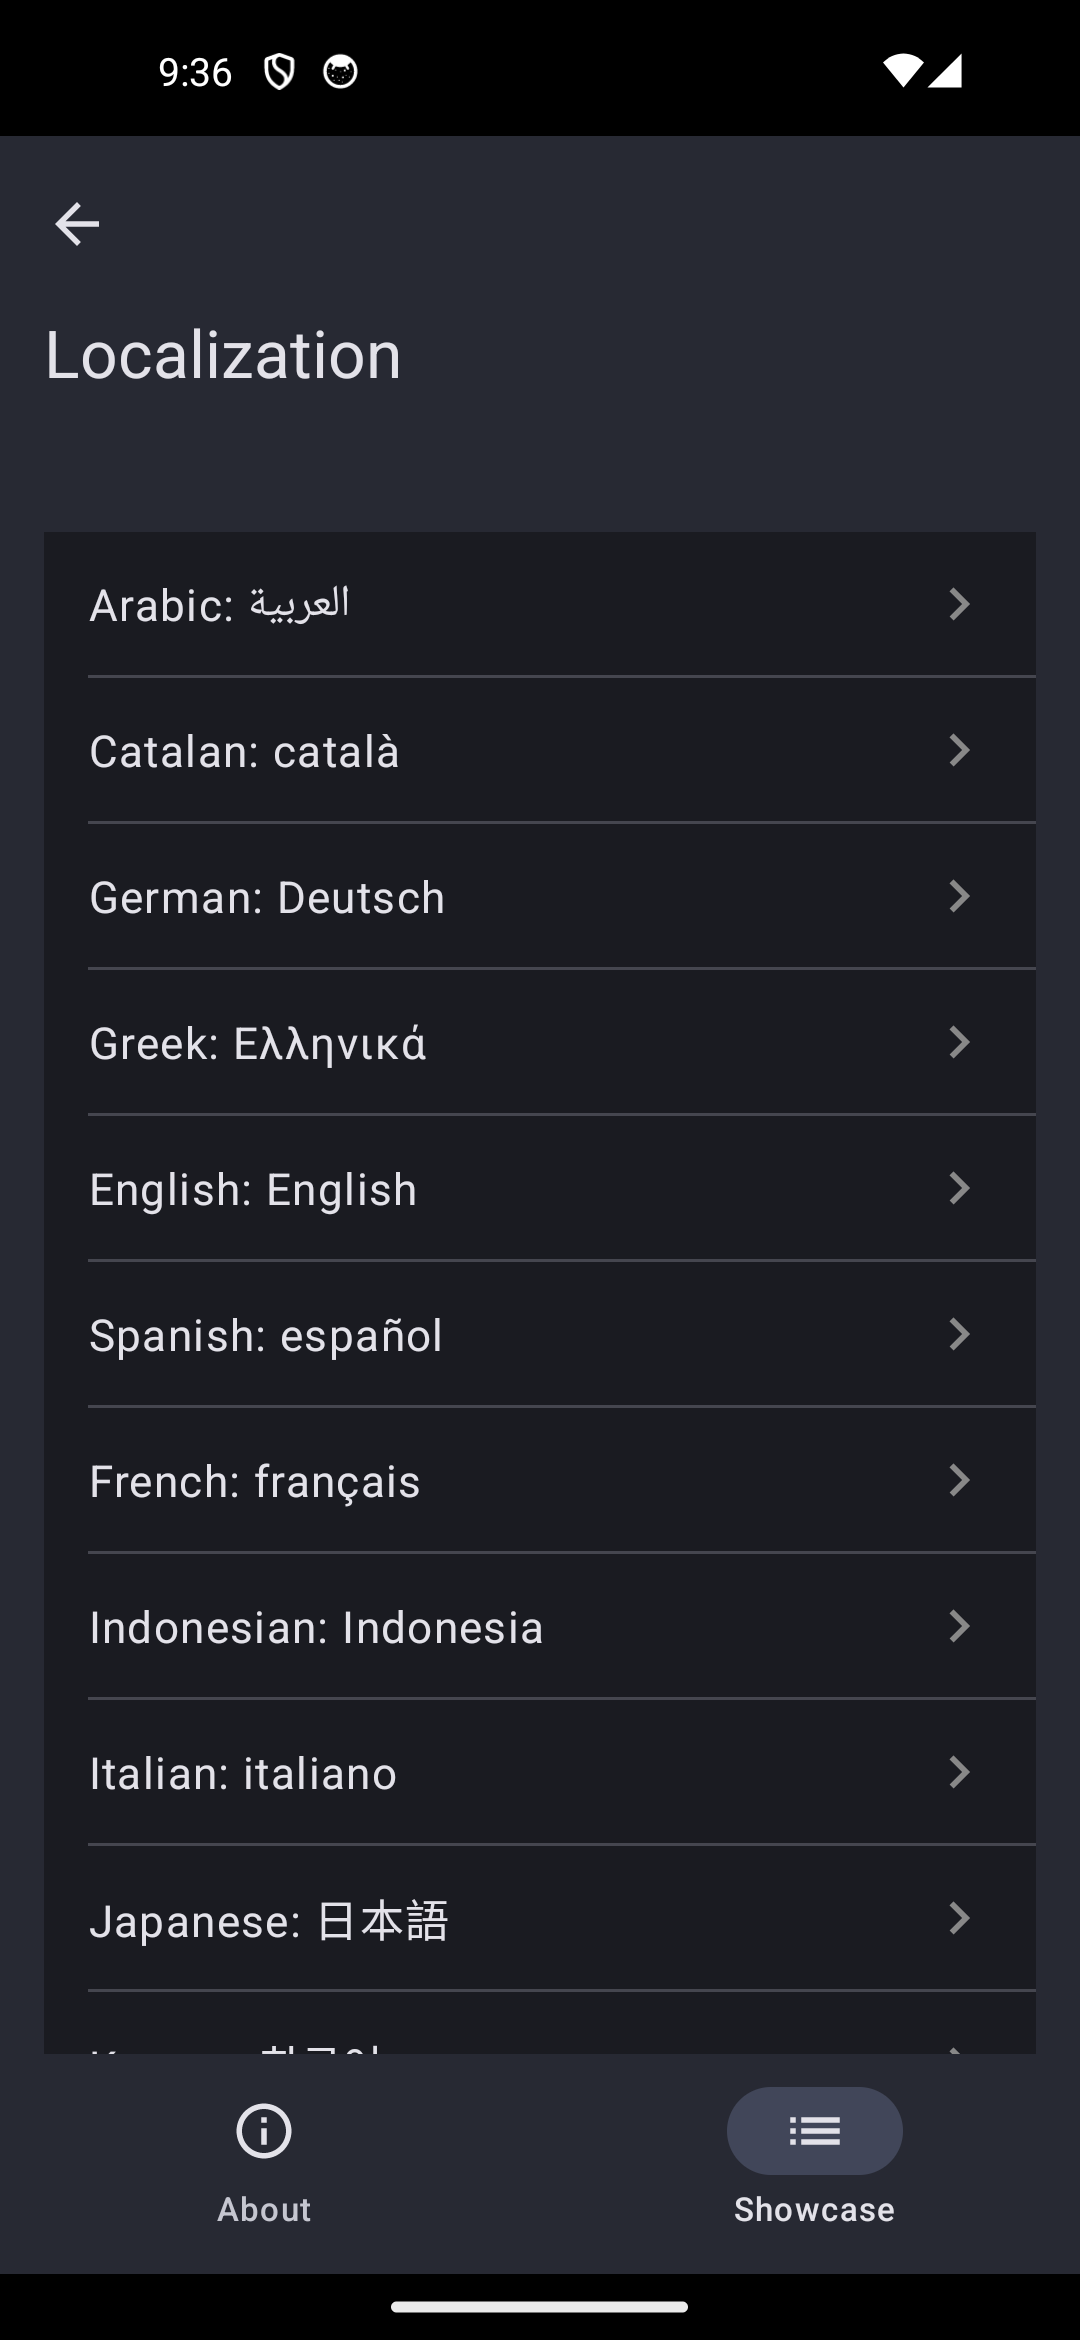 9:36
Localization
Arabic: العربية
Catalan: català
German: Deutsch
Greek: Ελληνικά
English: English
Spanish: español
French: français
Indonesian: Indonesia
Italian: italiano
Japanese: 日本語
About
Showcase